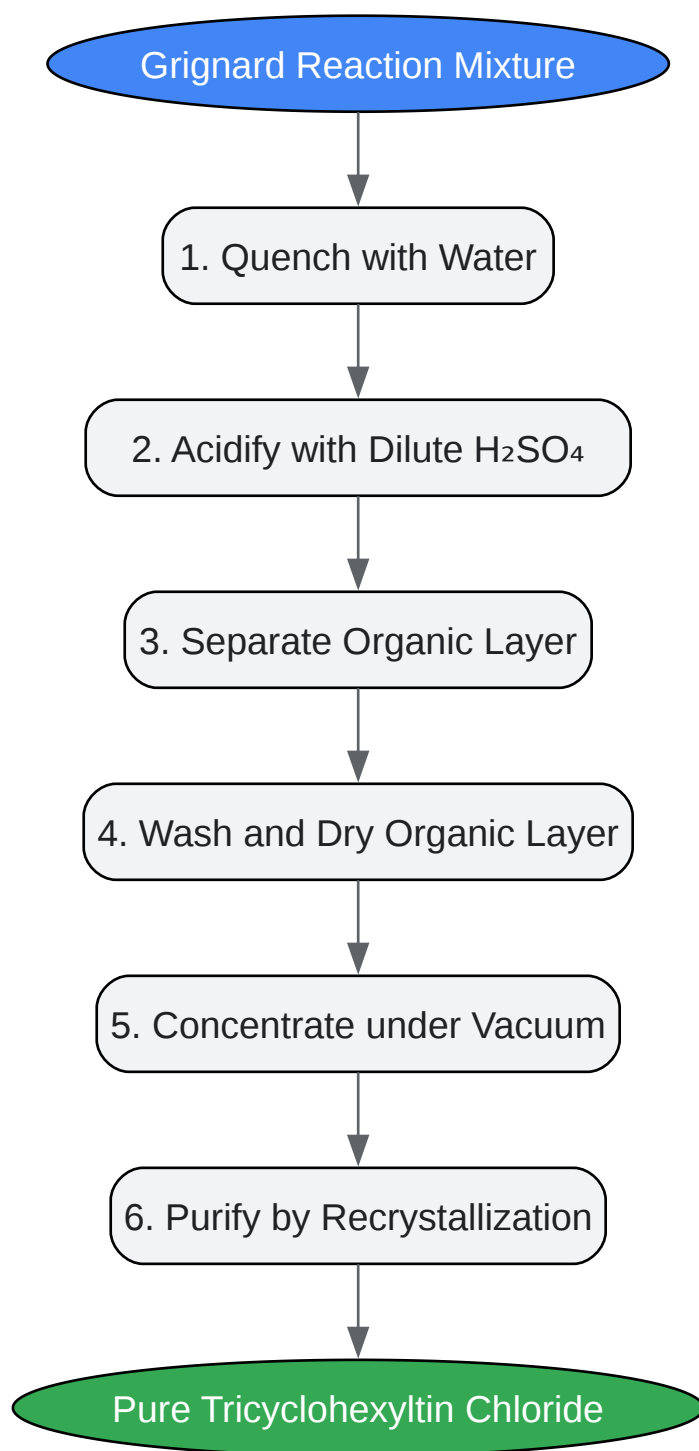 Grignard Reaction Mixture
1. Quench with Water
2. Acidify with Dilute H₂SO₄
3. Separate Organic Layer
4. Wash and Dry Organic Layer
5. Concentrate under Vacuum
6. Purify by Recrystallization
Pure Tricyclohexyltin Chloride